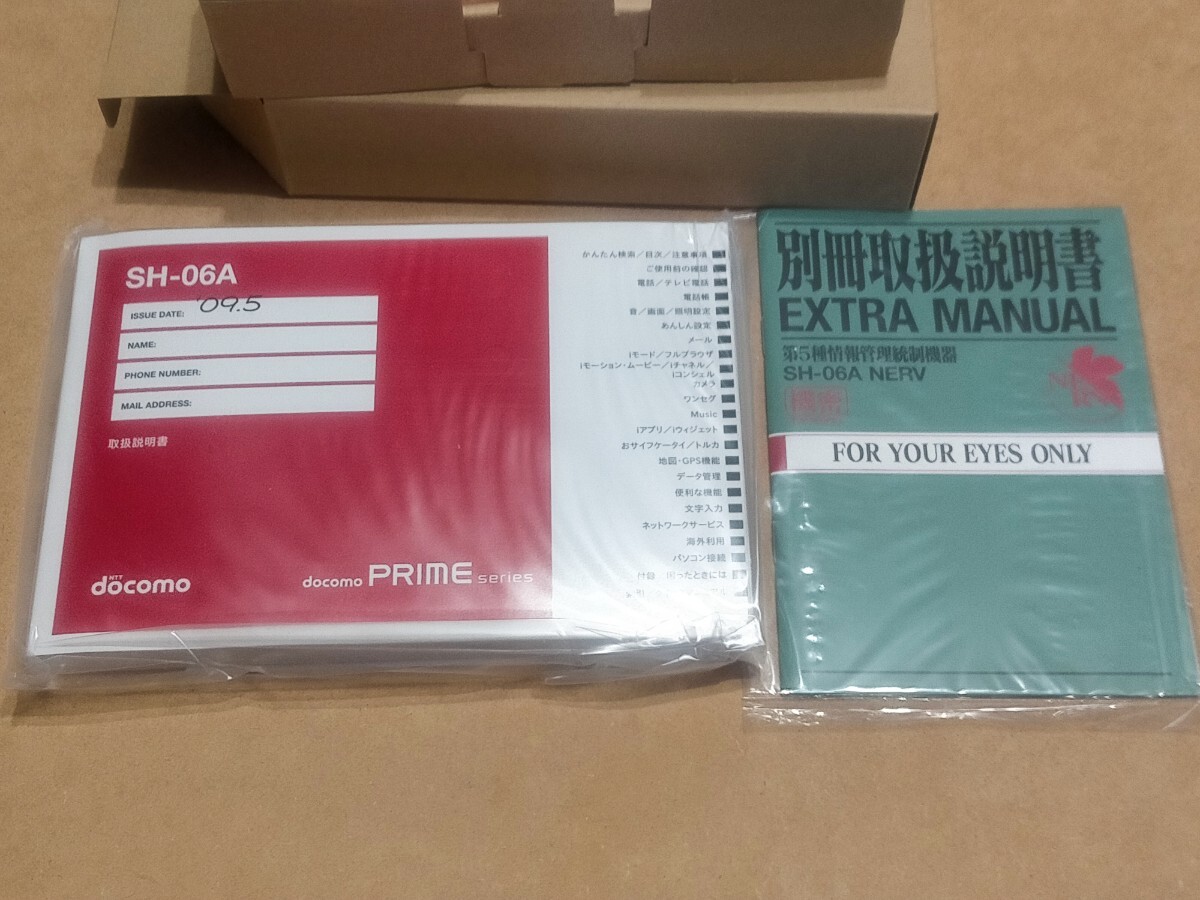 SH-06A
ISSUE DATE: '09.5
NAME:
PHONE NUMBER:
MAIL ADDRESS:
取扱説明書
NTT
docomo
docomo PRIME series
かんたん検索／目次／注意事項
ご使用前の確認
電話／テレビ電話
電話帳
音／画面／照明設定
あんしん設定
メール
iモード／フルブラウザ
iモーション・ムービー／iチャネル／
iコンシェル
カメラ
ワンセグ
Music
iアプリ／iウィジェット
おサイフケータイ／トルカ
地図・GPS機能
データ管理
便利な機能
文字入力
ネットワークサービス
海外利用
パソコン接続
付録／困ったときには
別冊取扱説明書
EXTRA MANUAL
第5種情報管理統制機器
SH-06A NERV
FOR YOUR EYES ONLY